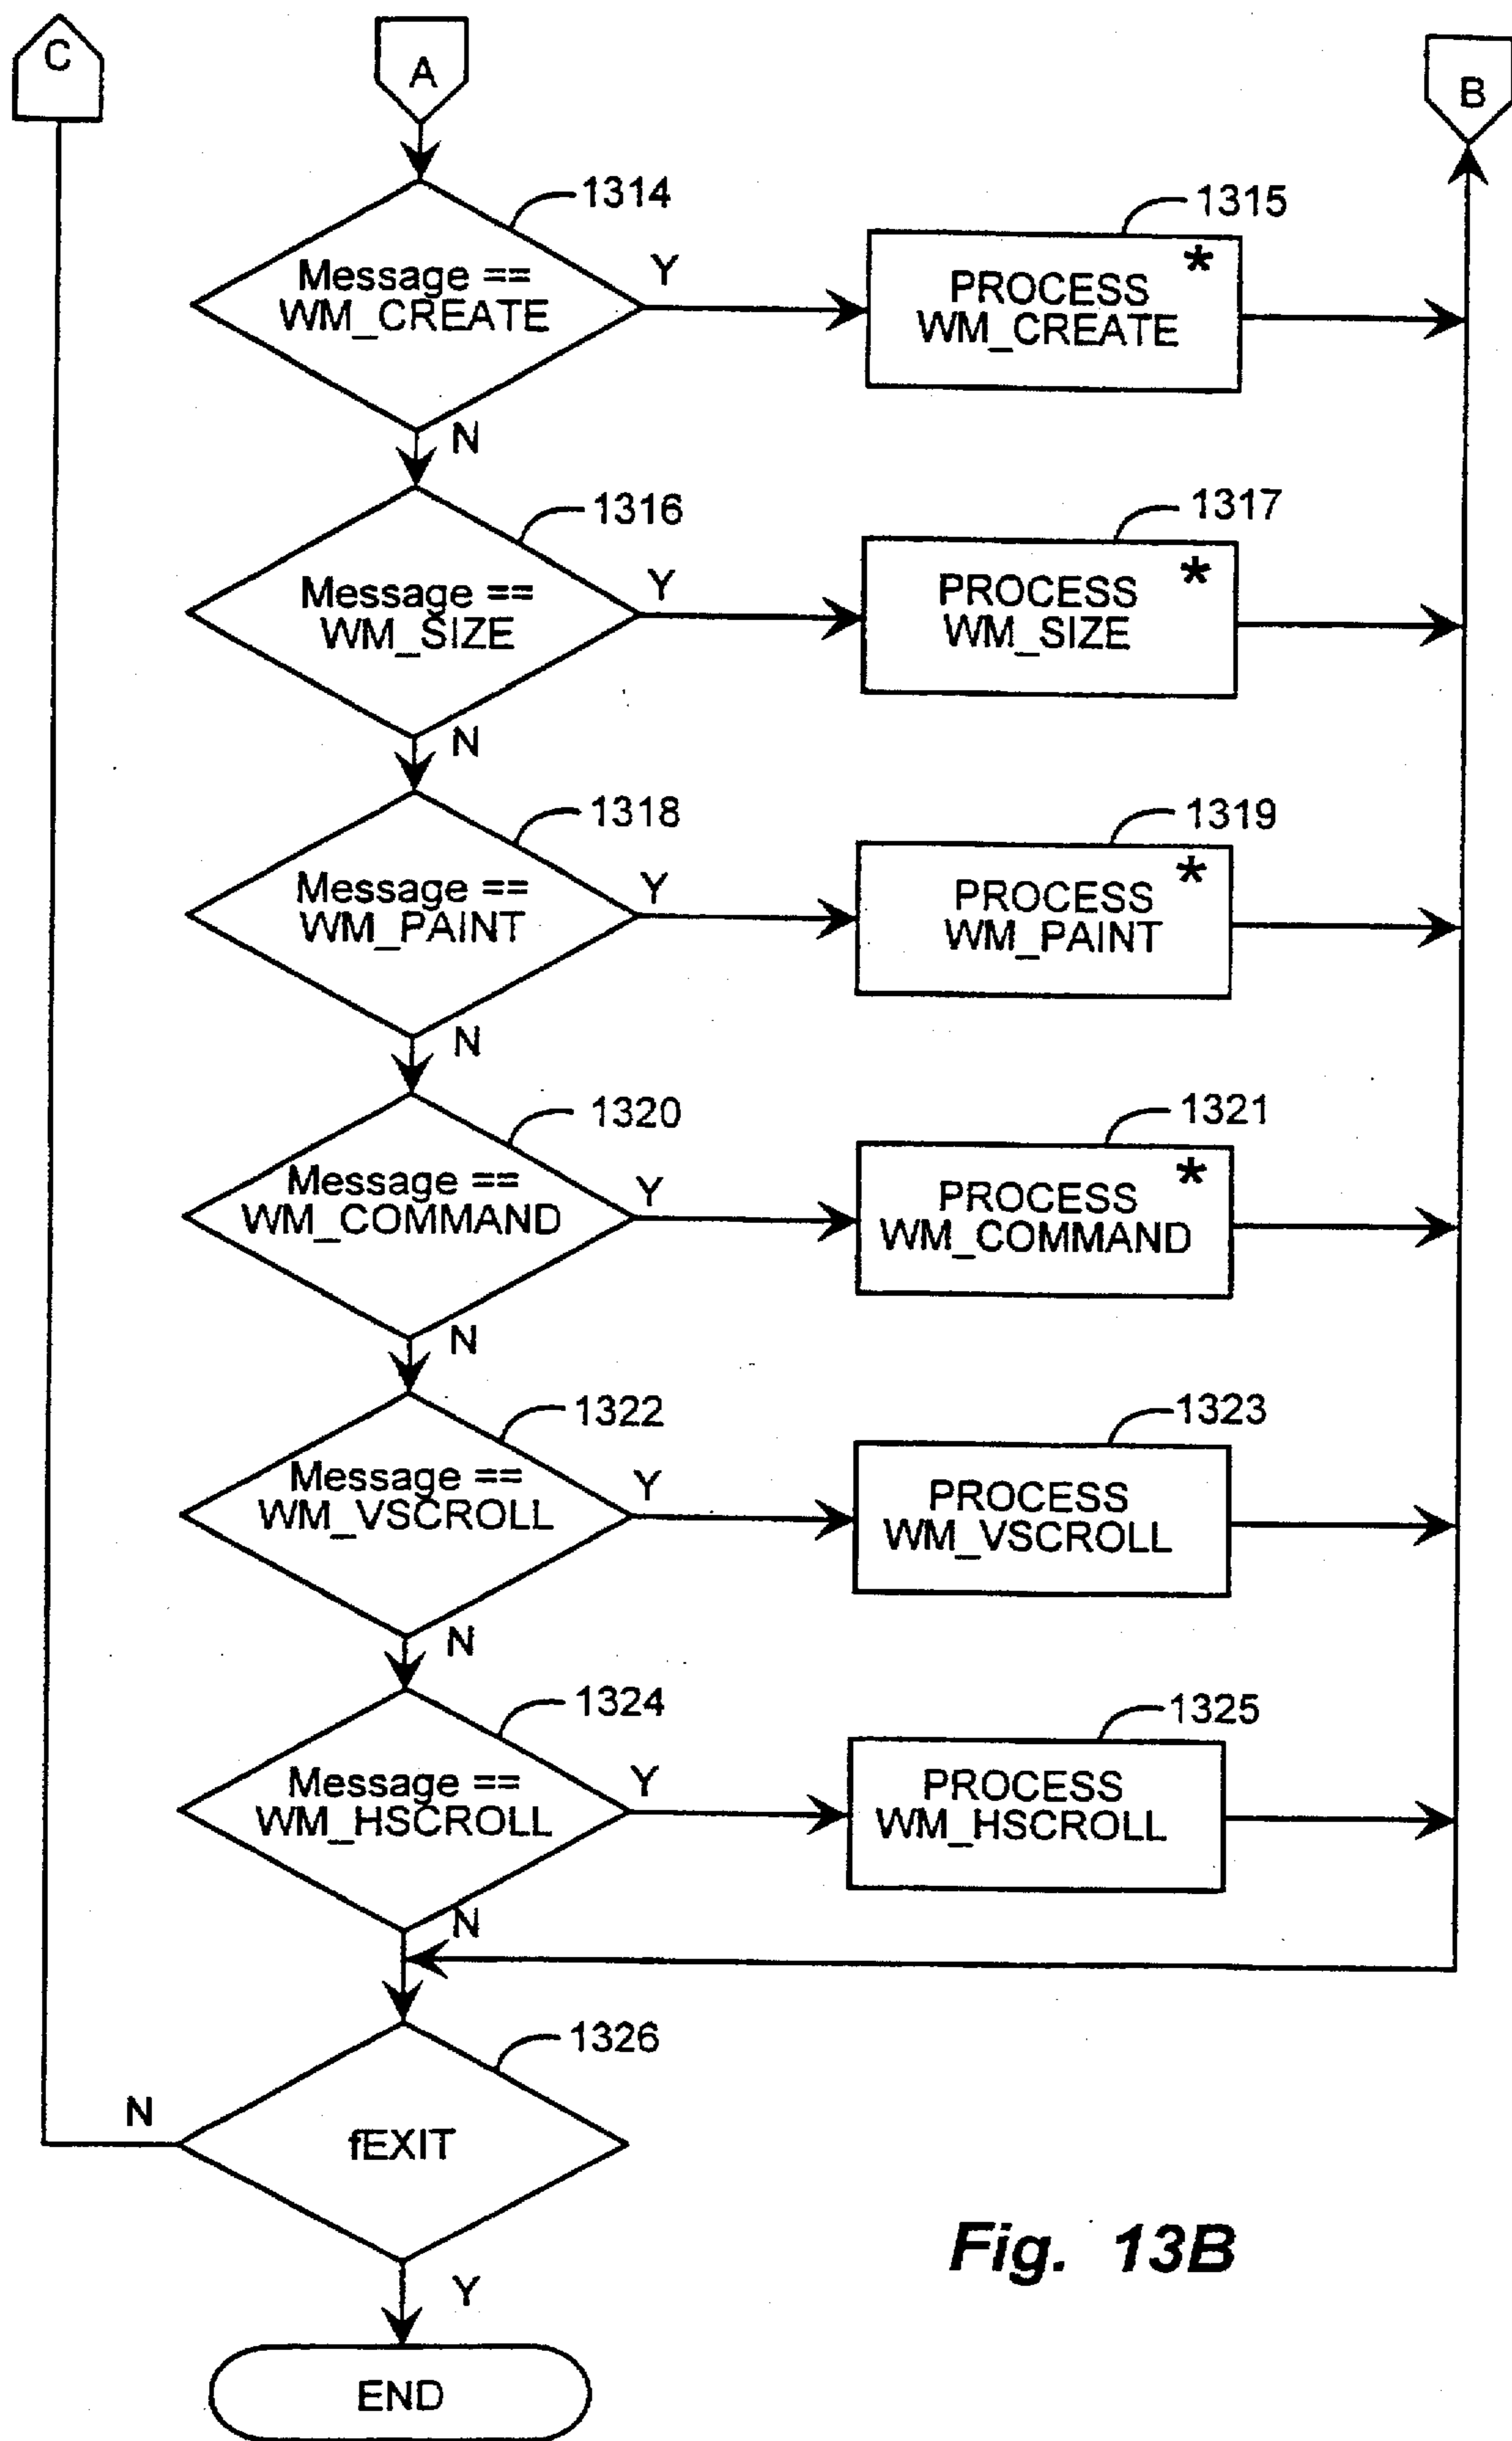 C
A
B
1314
Message ==
WM_CREATE
Y
N
1315
PROCESS *
WM_CREATE
1316
Message ==
WM_SIZE
Y
N
1317
PROCESS *
WM_SIZE
1318
Message ==
WM_PAINT
Y
N
1319
PROCESS *
WM_PAINT
1320
Message ==
WM_COMMAND
Y
N
1321
PROCESS *
WM_COMMAND
1322
Message ==
WM_VSCROLL
Y
N
1323
PROCESS
WM_VSCROLL
1324
Message ==
WM_HSCROLL
Y
N
1325
PROCESS
WM_HSCROLL
1326
N
fEXIT
Y
END
Fig. 13B